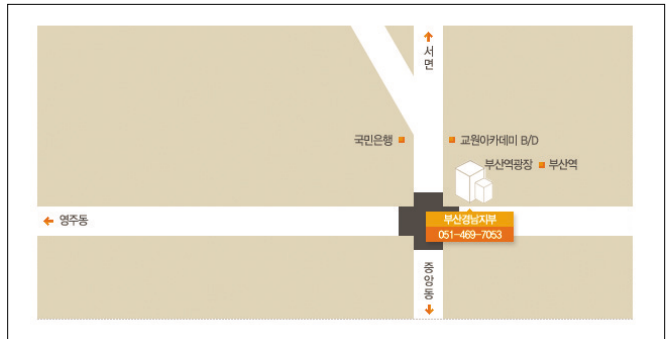 서면
국민은행
교원아카데미 B/D
부산역광장
부산역
영주동
부산경남지부
051-469-7053
중앙동